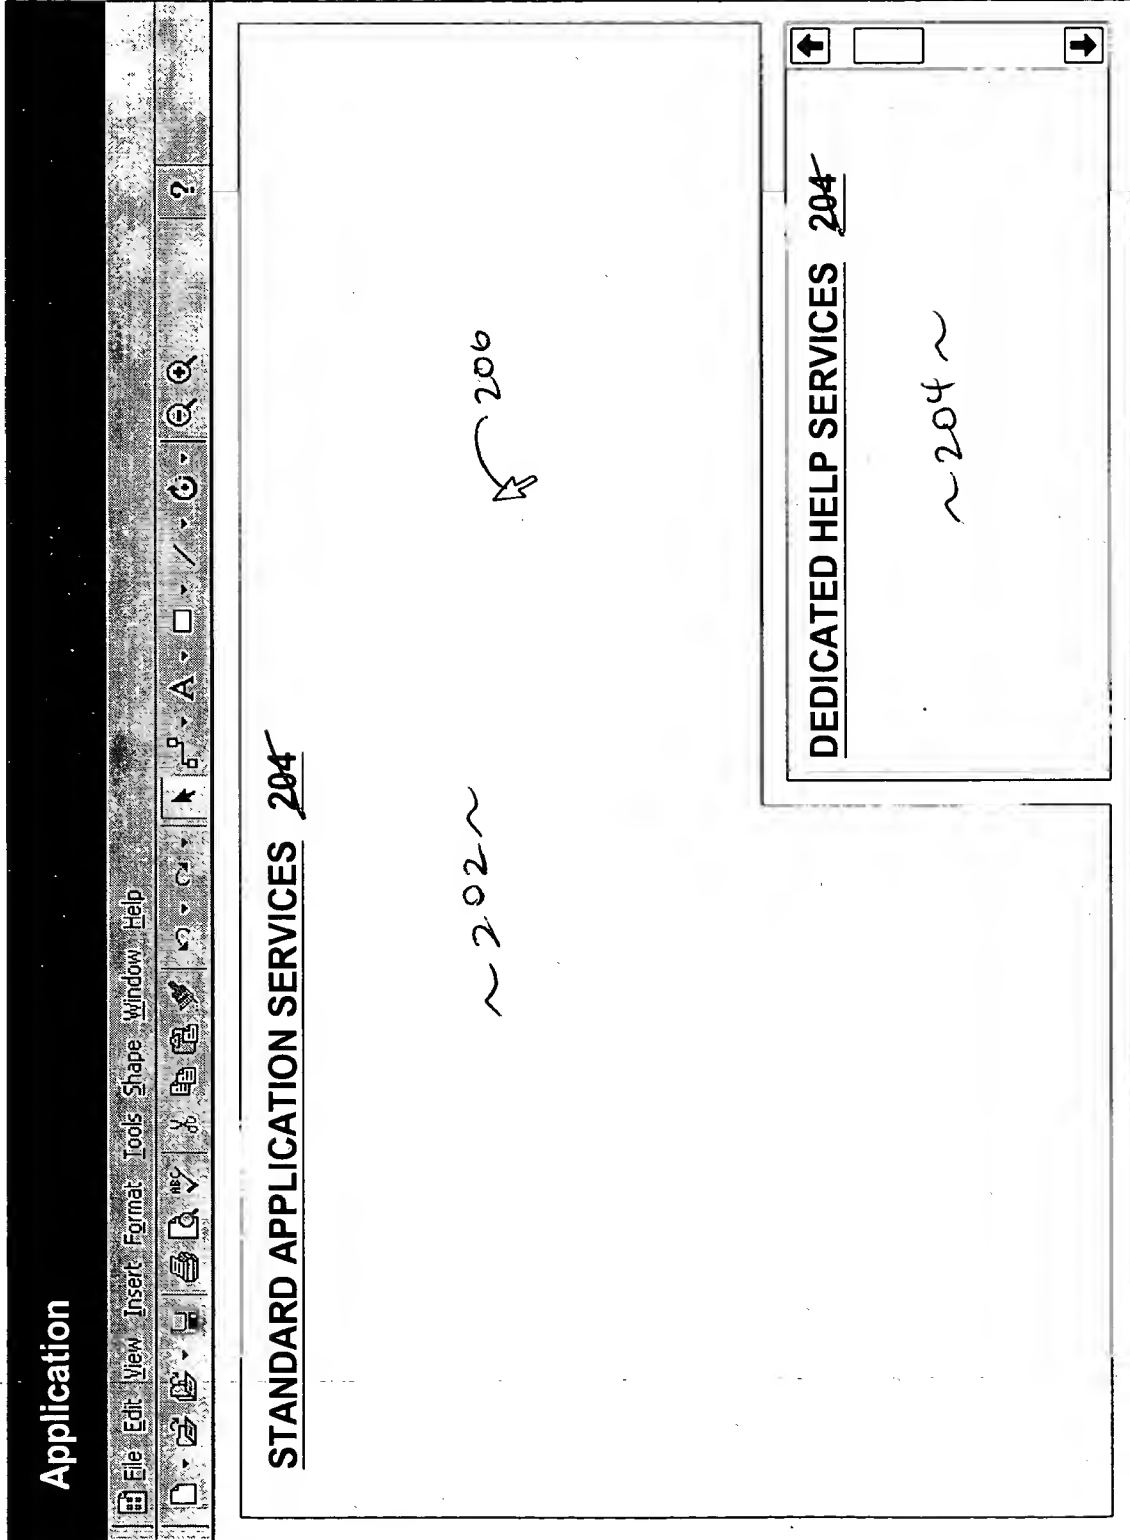 Application
File Edit View Insert Format Tools Shape Window Help
ABC
A
?
STANDARD APPLICATION SERVICES 204
~ 202 ~
206
DEDICATED HELP SERVICES 204
~ 204 ~